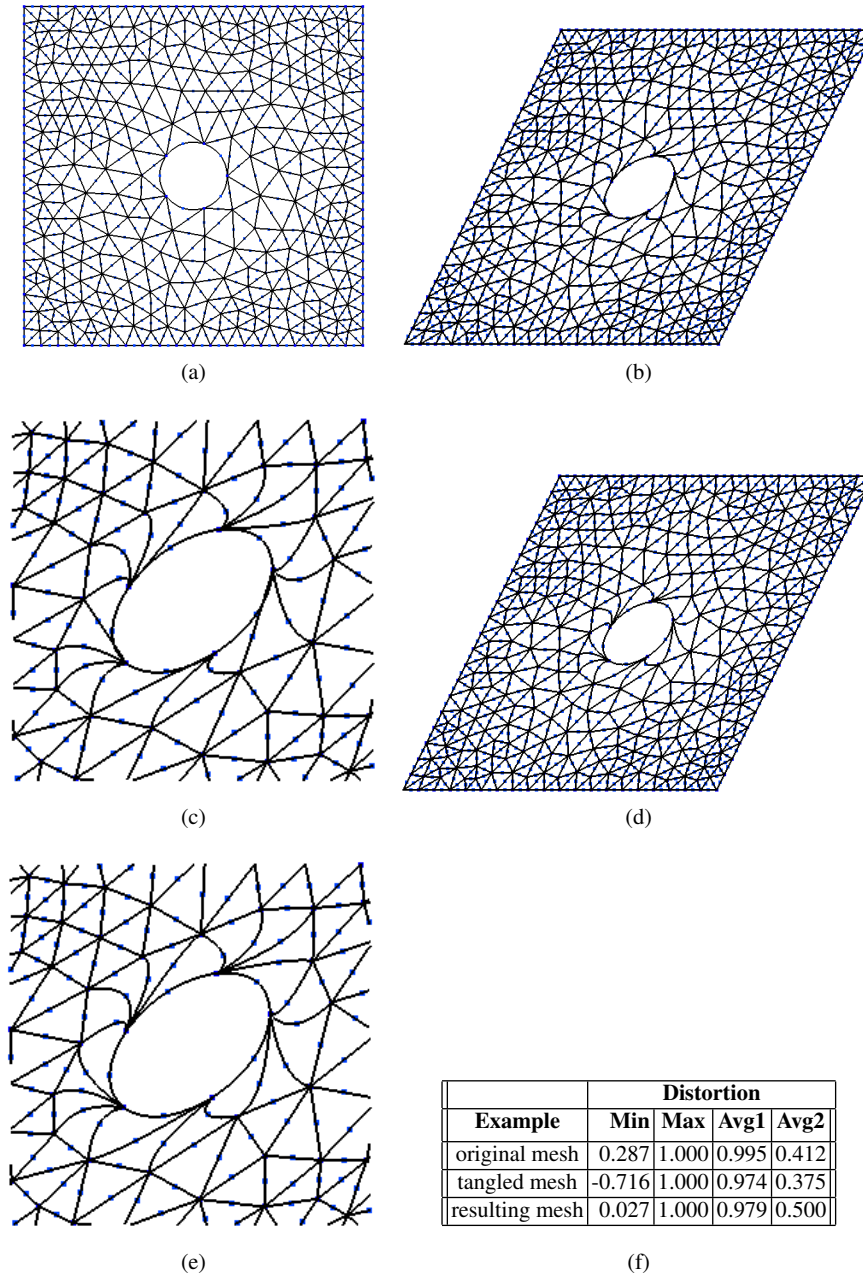 (a)
(b)
(c)
(d)
(e)
Distortion
Example Min Max Avg1 Avg2
original mesh 0.287 1.000 0.995 0.412
tangled mesh -0.716 1.000 0.974 0.375
resulting mesh 0.027 1.000 0.979 0.500
(f)